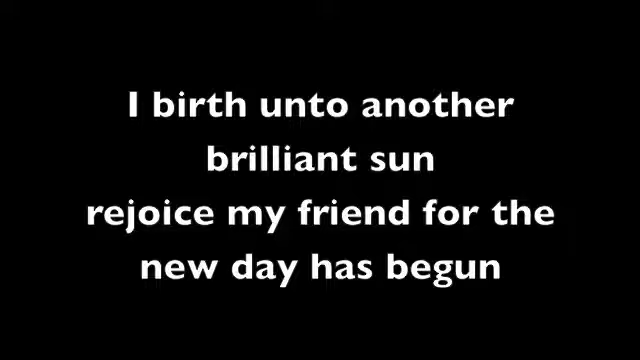 I birth unto another
brilliant sun
rejoice my friend for the
new day has begun